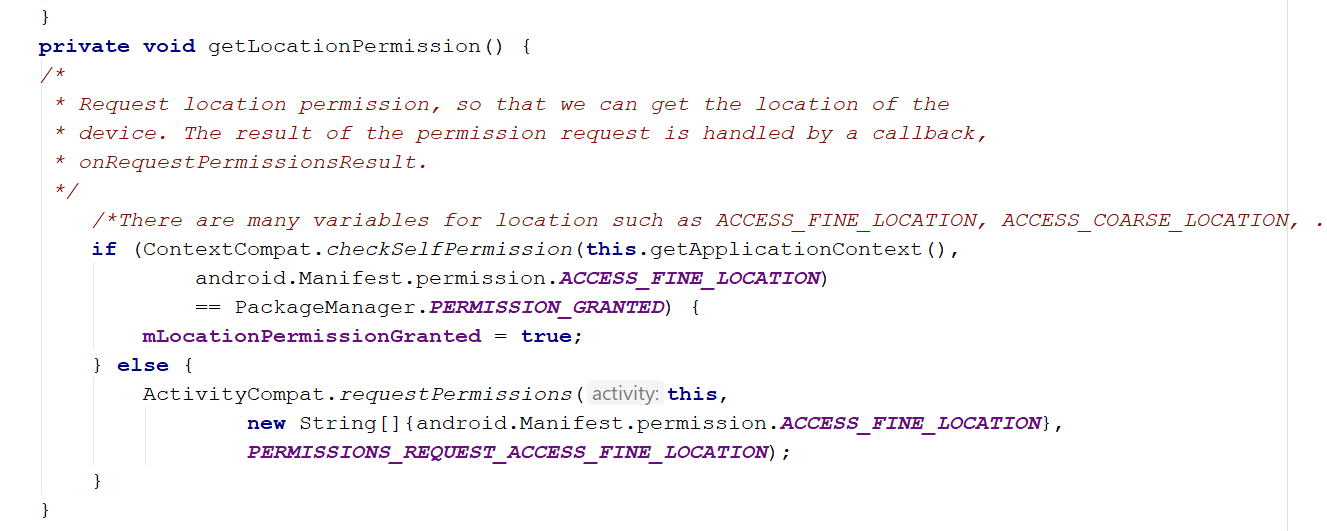 }
private void getLocationPermission() {
/*
* Request location permission, so that we can get the location of the
* device. The result of the permission request is handled by a callback,
* onRequestPermissionsResult.
*/
/*There are many variables for location such as ACCESS_FINE_LOCATION, ACCESS_COARSE_LOCATION, .
if (ContextCompat.checkSelfPermission(this.getApplicationContext(),
android.Manifest.permission.ACCESS_FINE_LOCATION)
== PackageManager.PERMISSION_GRANTED) {
mLocationPermissionGranted = true;
} else {
ActivityCompat.requestPermissions( activity: this,
new String[]{android.Manifest.permission.ACCESS_FINE_LOCATION},
PERMISSIONS_REQUEST_ACCESS_FINE_LOCATION);
}
}